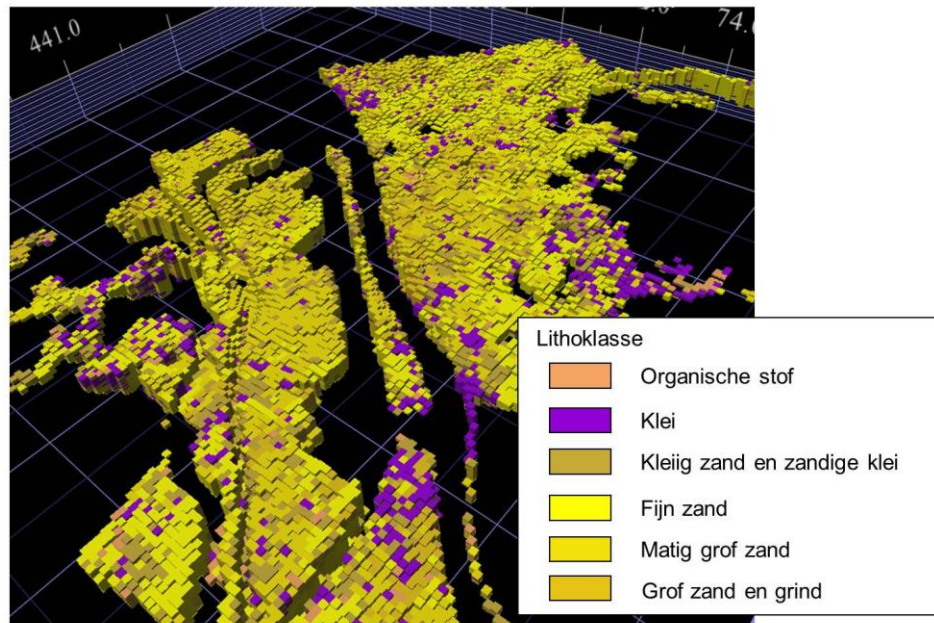 441.0
Lithoklasse
Organische stof
Klei
Kleiig zand en zandige klei
Fijn zand
Matig grof zand
Grof zand en grind